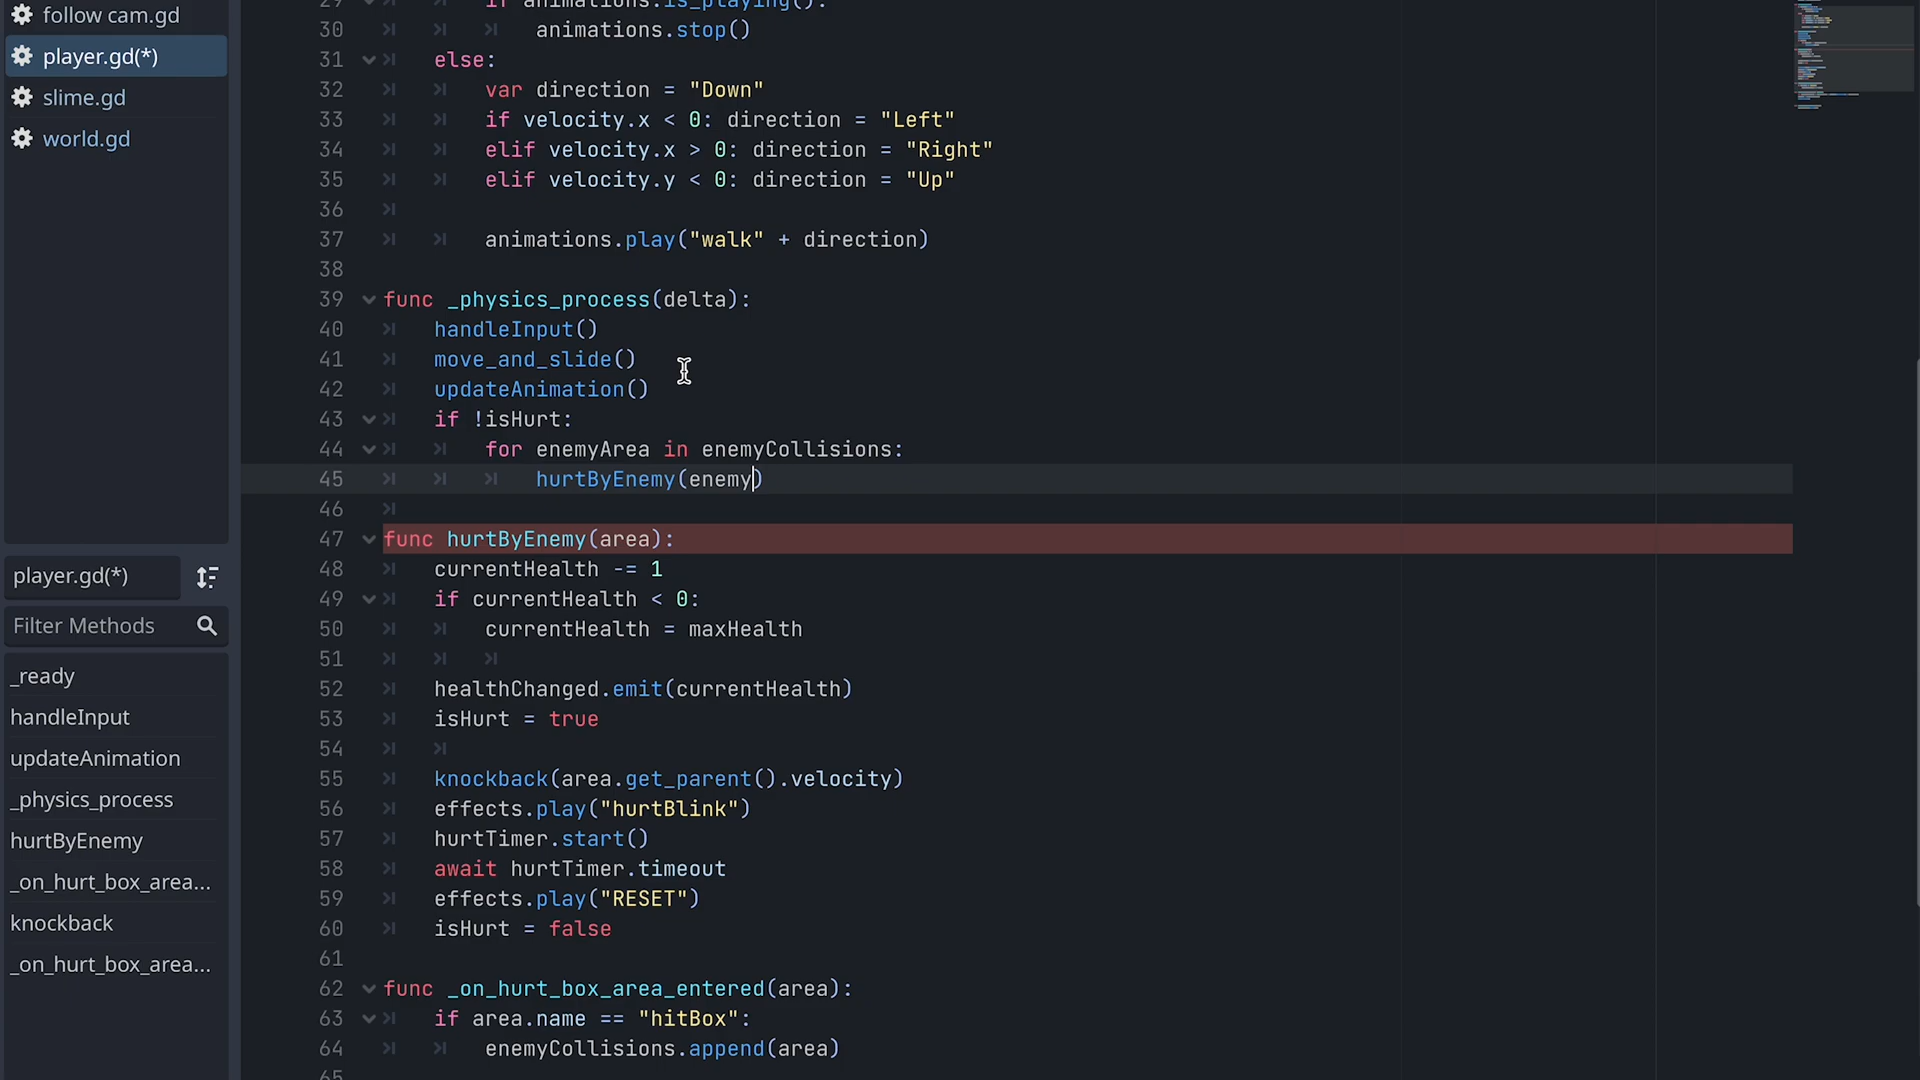 follow cam.gd
player.gd(*)
slime.gd
world.gd
player.gd(*)
Filter Methods
_ready
handleInput
updateAnimation
_physics_process
hurtByEnemy
_on_hurt_box_area...
knockback
_on_hurt_box_area...
29 if animations.is_playing():
30 animations.stop()
31 else:
32 var direction = "Down"
33 if velocity.x < 0: direction = "Left"
34 elif velocity.x > 0: direction = "Right"
35 elif velocity.y < 0: direction = "Up"
36
37 animations.play("walk" + direction)
38
39 func _physics_process(delta):
40 handleInput()
41 move_and_slide()
42 updateAnimation()
43 if !isHurt:
44 for enemyArea in enemyCollisions:
45 hurtByEnemy(enemy)
46
47 func hurtByEnemy(area):
48 currentHealth -= 1
49 if currentHealth < 0:
50 currentHealth = maxHealth
51
52 healthChanged.emit(currentHealth)
53 isHurt = true
54
55 knockback(area.get_parent().velocity)
56 effects.play("hurtBlink")
57 hurtTimer.start()
58 await hurtTimer.timeout
59 effects.play("RESET")
60 isHurt = false
61
62 func _on_hurt_box_area_entered(area):
63 if area.name == "hitBox":
64 enemyCollisions.append(area)
65